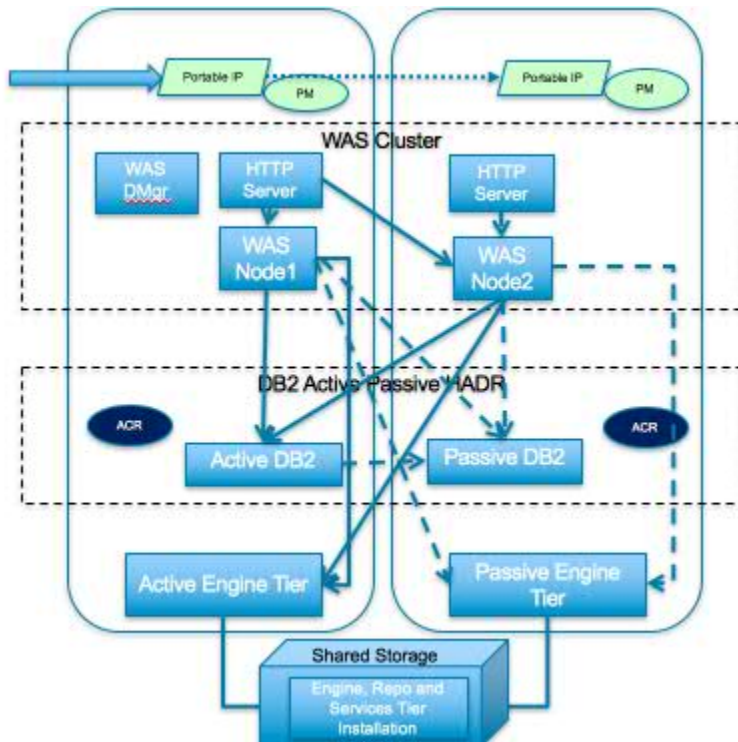 Portable IP
PM
Portable IP
PM
WAS Cluster
WAS
DMgr
HTTP
Server
HTTP
Server
WAS
Node1
WAS
Node2
DB2 Active Passive HADR
ACR
ACR
Active DB2
Passive DB2
Active Engine Tier
Passive Engine
Tier
Shared Storage
Engine, Repo and
Services Tier
Installation